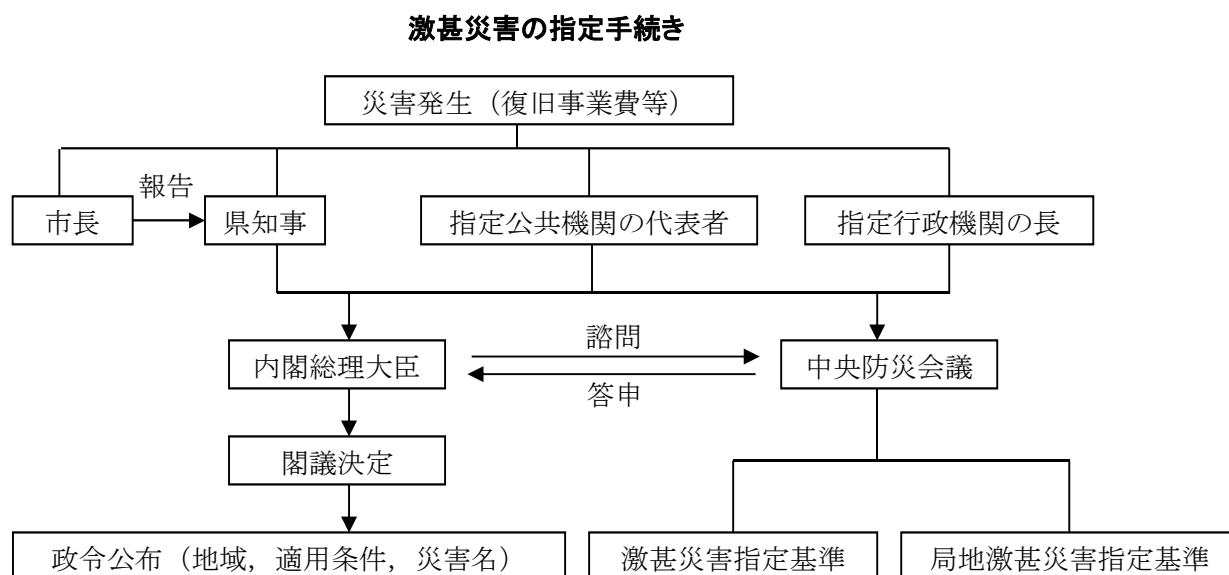 激甚災害の指定手続き
災害発生（復旧事業費等）
報告
市長
県知事
指定公共機関の代表者
指定行政機関の長
諮問
内閣総理大臣
中央防災会議
答申
閣議決定
政令公布（地域，適用条件，災害名）
激甚災害指定基準
局地激甚災害指定基準